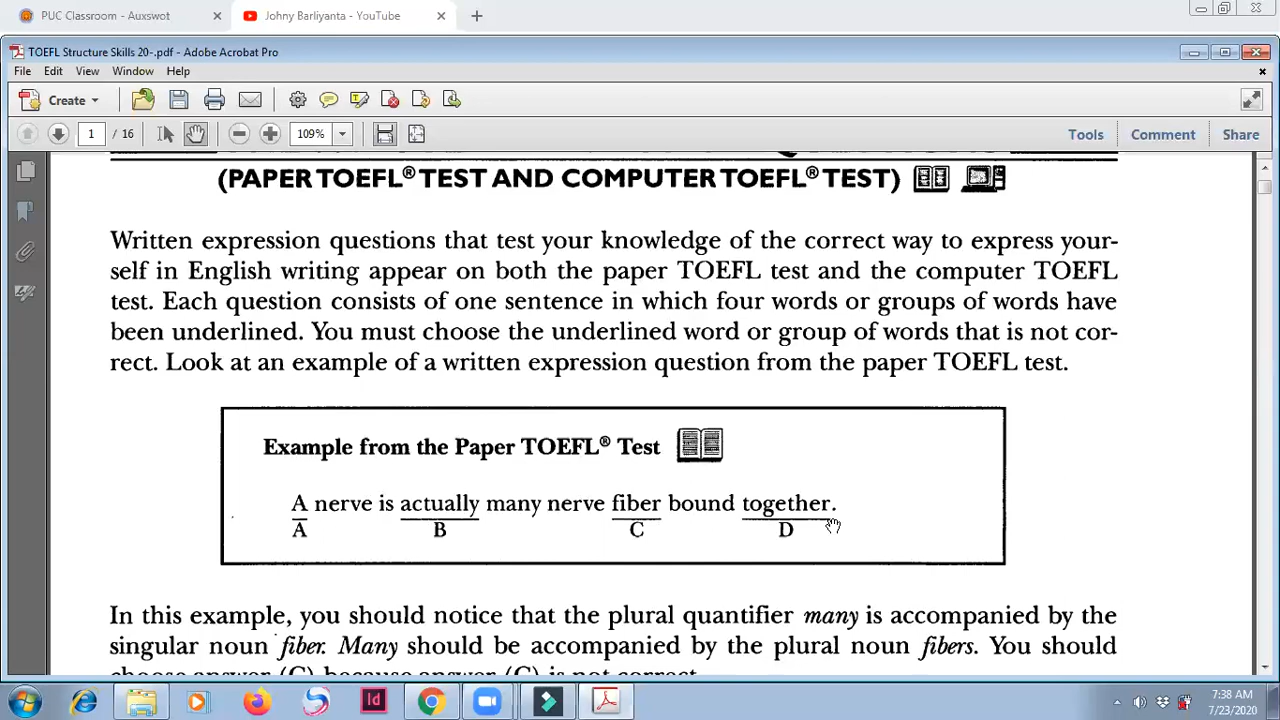 PUC Classroom - Auxswot
Johny Barliyanta - YouTube
TOEFL Structure Skills 20-.pdf - Adobe Acrobat Pro
File Edit View Window Help
Create
1 / 16 109% Tools Comment Share
(PAPER TOEFL® TEST AND COMPUTER TOEFL® TEST)
Written expression questions that test your knowledge of the correct way to express your-
self in English writing appear on both the paper TOEFL test and the computer TOEFL
test. Each question consists of one sentence in which four words or groups of words have
been underlined. You must choose the underlined word or group of words that is not cor-
rect. Look at an example of a written expression question from the paper TOEFL test.
Example from the Paper TOEFL® Test
A nerve is actually many nerve fiber bound together.
A B C D
In this example, you should notice that the plural quantifier many is accompanied by the
singular noun fiber. Many should be accompanied by the plural noun fibers. You should
choose answer (C) because answer (C) is not correct.
7:38 AM
7/23/2020